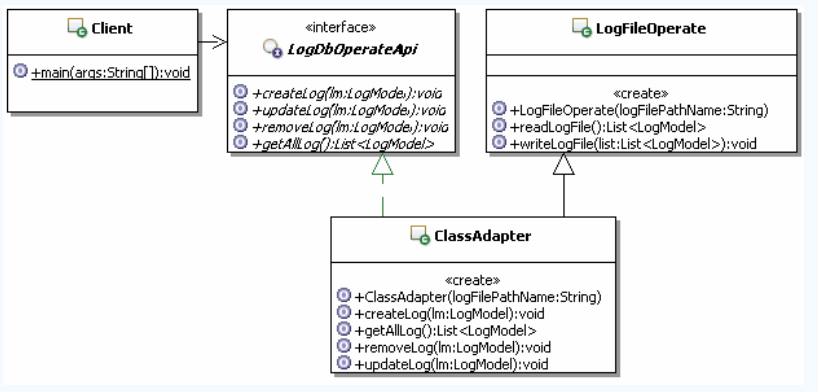 Client
+main(args:String[]):void
«interface»
LogDbOperateApi
+createLog(lm:LogModel):void
+updateLog(lm:LogModel):void
+removeLog(lm:LogModel):void
+getAllLog():List<LogModel>
LogFileOperate
«create»
+LogFileOperate(logFilePathName:String)
+readLogFile():List<LogModel>
+writeLogFile(list:List<LogModel>):void
ClassAdapter
«create»
+ClassAdapter(logFilePathName:String)
+createLog(lm:LogModel):void
+getAllLog():List<LogModel>
+removeLog(lm:LogModel):void
+updateLog(lm:LogModel):void